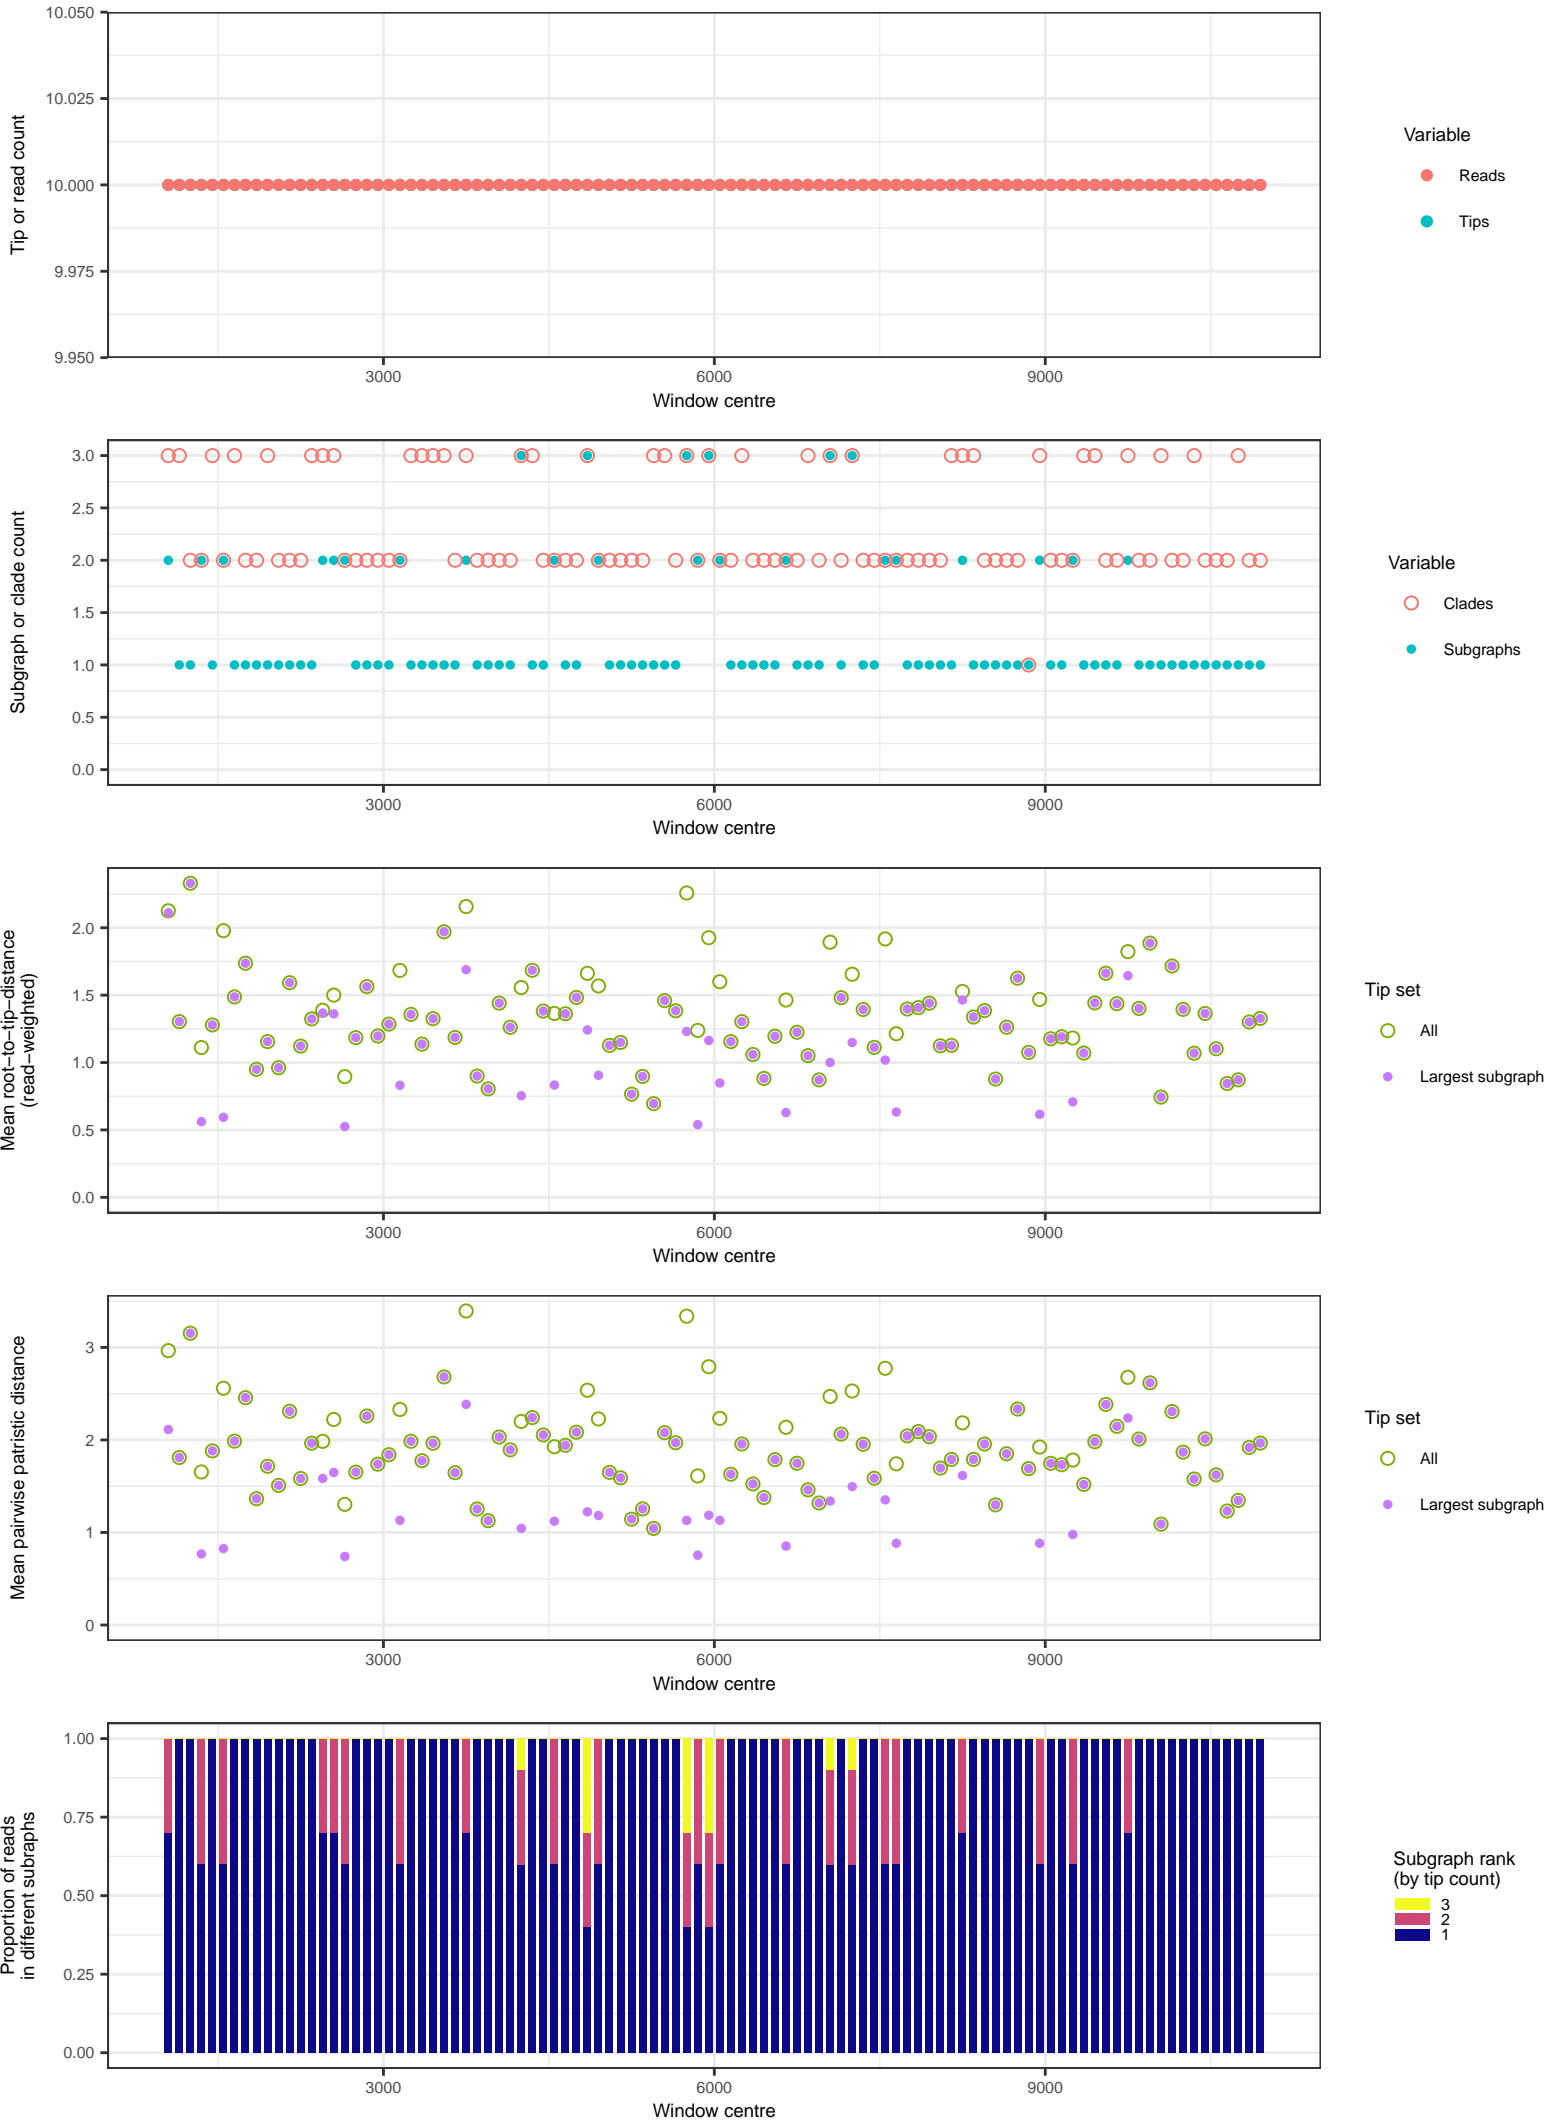 10.050
10.025
10.000
9.975
9.950
Tip or read count
3000 6000 9000
Window centre
Variable
Reads
Tips
3.0
2.5
2.0
1.5
1.0
0.5
0.0
Subgraph or clade count
3000 6000 9000
Window centre
Variable
Clades
Subgraphs
2.0
1.5
1.0
0.5
0.0
Mean root−to−tip−distance
(read−weighted)
3000 6000 9000
Window centre
Tip set
All
Largest subgraph
3
2
1
0
Mean pairwise patristic distance
3000 6000 9000
Window centre
Tip set
All
Largest subgraph
1.00
0.75
0.50
0.25
0.00
Proportion of reads
in different subraphs
3000 6000 9000
Window centre
Subgraph rank
(by tip count)
3
2
1